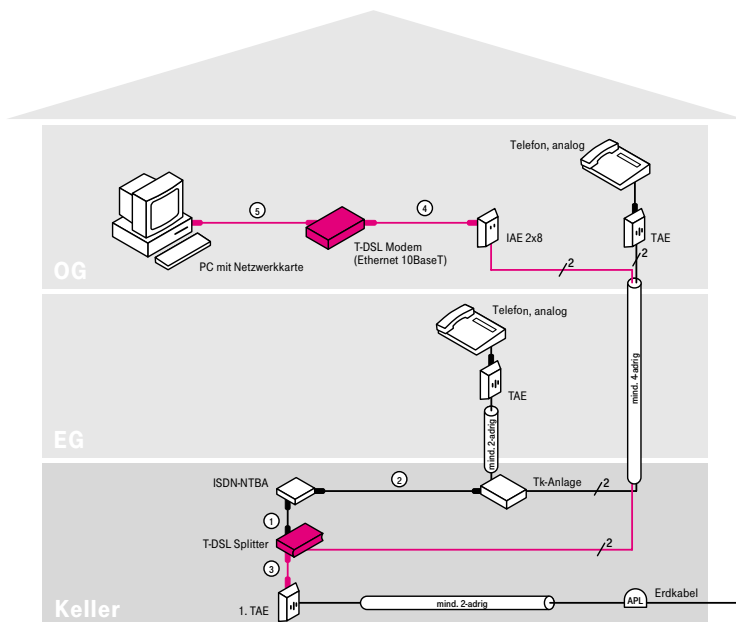 Telefon, analog
5
4
T-DSL Modem
(Ethernet 10BaseT)
IAE 2x8
TAE
PC mit Netzwerkkarte
2
2
OG
Telefon, analog
TAE
mind. 4-adrig
mind. 2-adrig
EG
ISDN-NTBA
2
Tk-Anlage
2
1
T-DSL Splitter
2
3
1. TAE
mind. 2-adrig
APL
Erdkabel
Keller